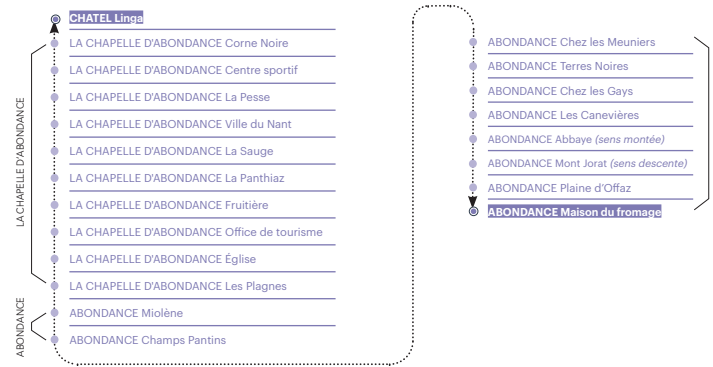 CHATEL Linga
LA CHAPELLE D'ABONDANCE Corne Noire
LA CHAPELLE D'ABONDANCE Centre sportif
LA CHAPELLE D'ABONDANCE La Pesse
LA CHAPELLE D'ABONDANCE Ville du Nant
LA CHAPELLE D'ABONDANCE La Sauge
LA CHAPELLE D'ABONDANCE La Panthiaz
LA CHAPELLE D'ABONDANCE Fruitière
LA CHAPELLE D'ABONDANCE Office de tourisme
LA CHAPELLE D'ABONDANCE Église
LA CHAPELLE D'ABONDANCE Les Plagnes
ABONDANCE Miolène
ABONDANCE Champs Pantins
LA CHAPELLE D'ABONDANCE
ABONDANCE
ABONDANCE Chez les Meuniers
ABONDANCE Terres Noires
ABONDANCE Chez les Gays
ABONDANCE Les Canevières
ABONDANCE Abbaye (sens montée)
ABONDANCE Mont Jorat (sens descente)
ABONDANCE Plaine d'Offaz
ABONDANCE Maison du fromage